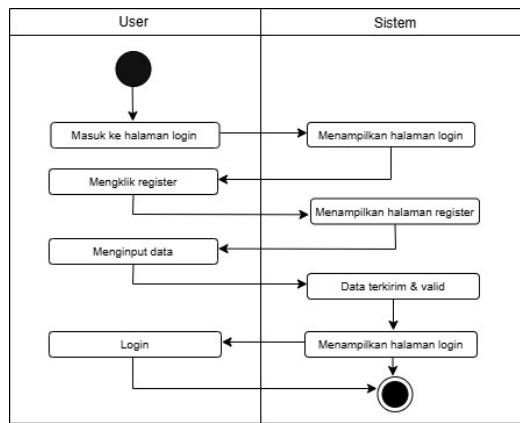 User
Sistem
Masuk ke halaman login
Menampilkan halaman login
Mengklik register
Menampilkan halaman register
Menginput data
Data terkirim & valid
Login
Menampilkan halaman login